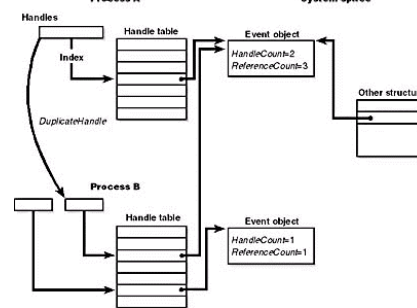 Process A
System space
Handles
Handle table
Event object
Index
HandleCount=2
ReferenceCount=3
Other structu
DuplicateHandle
Process B
Handle table
Event object
HandleCount=1
ReferenceCount=1